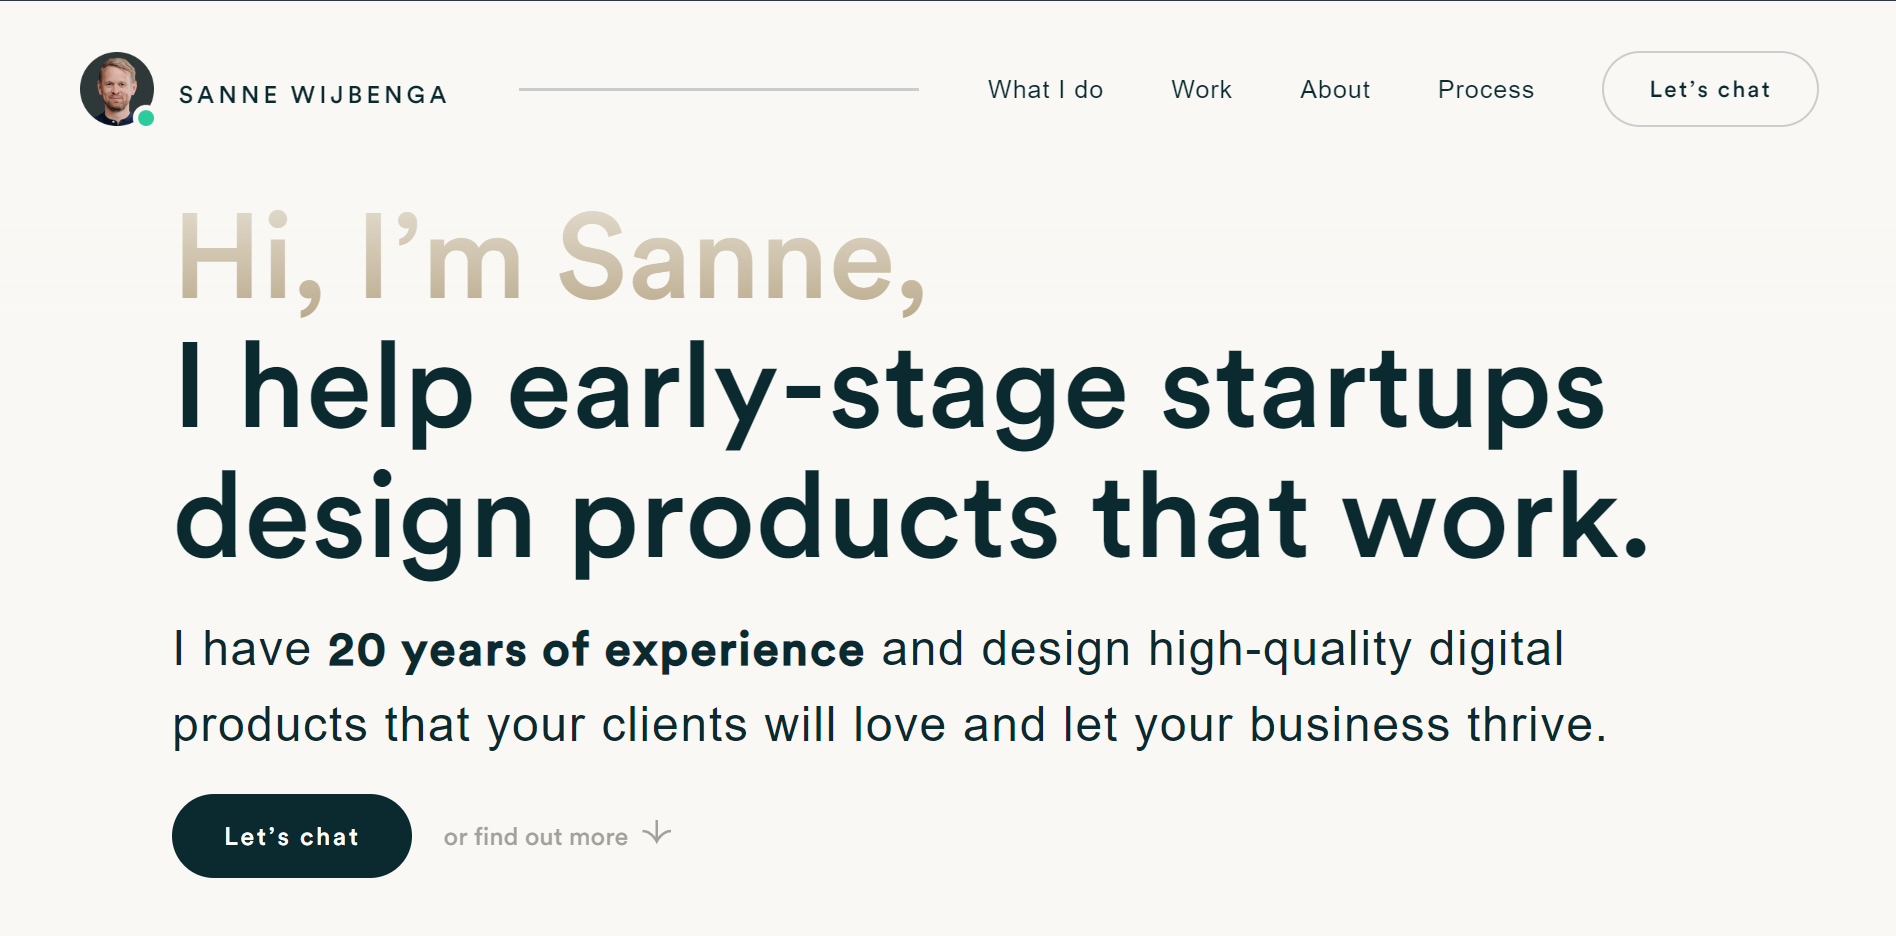 SANNE WIJBENGA
What I do
Work
About
Process
Let’s chat
Hi, I’m Sanne,
I help early-stage startups
design products that work.
I have 20 years of experience and design high-quality digital
products that your clients will love and let your business thrive.
Let’s chat
or find out more